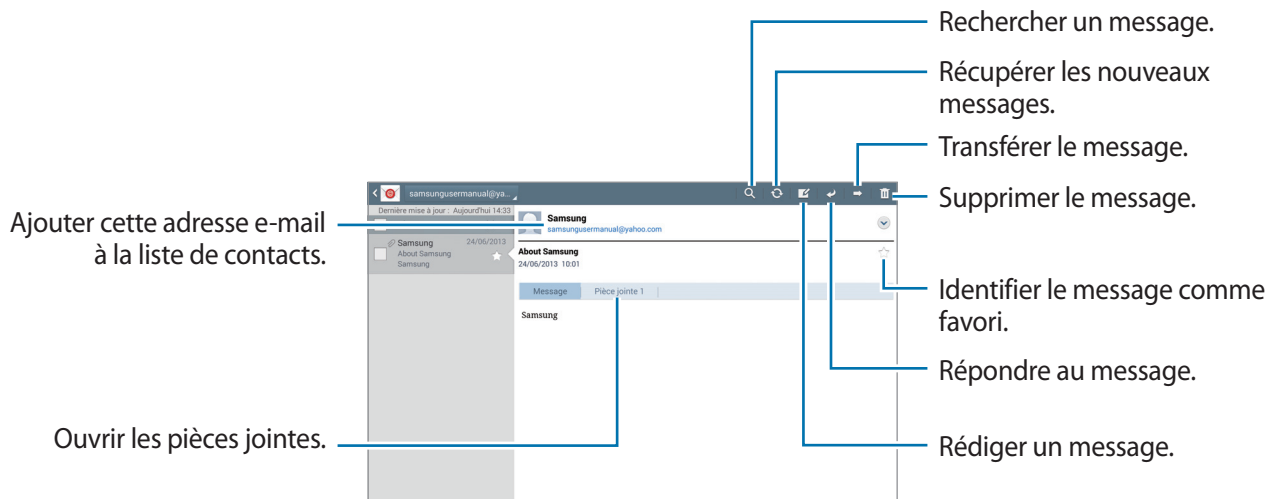 Rechercher un message.
Récupérer les nouveaux
messages.
Transférer le message.
Supprimer le message.
Ajouter cette adresse e-mail
à la liste de contacts.
samsungusermanual@ya...
Dernière mise à jour : Aujourd'hui 14:33
Samsung
24/06/2013
About Samsung
Samsung
Samsung
samsungusermanual@yahoo.com
About Samsung
24/06/2013 10:01
Message
Pièce jointe 1
Samsung
Identifier le message comme
favori.
Répondre au message.
Ouvrir les pièces jointes.
Rédiger un message.